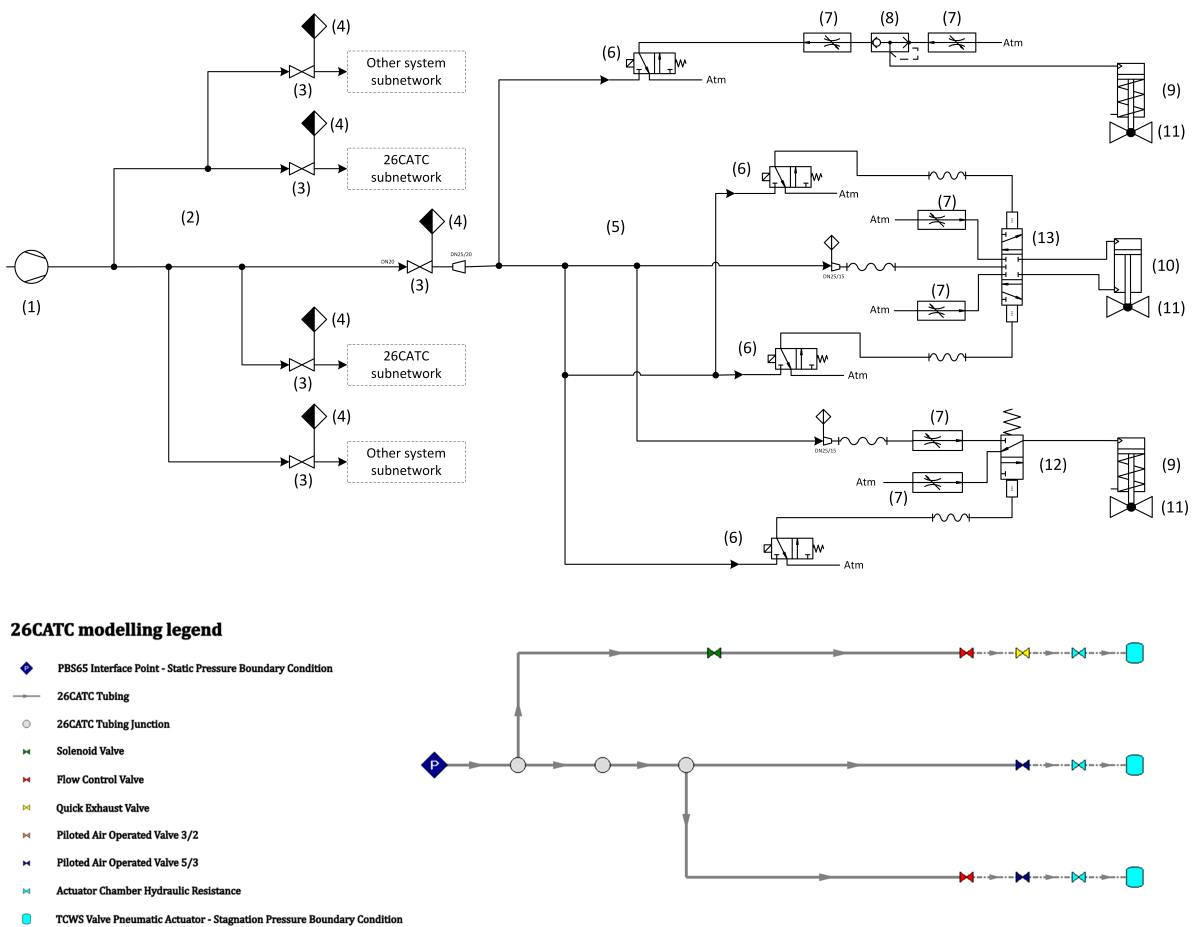 (4)
Other system
subnetwork
(3)
(4)
26CATC
subnetwork
(3)
(2)
(4)
DN20
DN25/20
(3)
(1)
(4)
26CATC
subnetwork
(3)
(4)
Other system
subnetwork
(3)
(5)
(6)
Atm
(7)
(8)
(7)
Atm
(9)
(11)
(6)
Atm
Atm
(7)
(13)
DN25/15
(10)
Atm
(7)
(11)
(6)
Atm
DN25/15
(7)
(12)
Atm
(7)
(9)
(11)
(6)
Atm
26CATC modelling legend
P
PBS65 Interface Point - Static Pressure Boundary Condition
26CATC Tubing
26CATC Tubing Junction
Solenoid Valve
Flow Control Valve
Quick Exhaust Valve
Piloted Air Operated Valve 3/2
Piloted Air Operated Valve 5/3
Actuator Chamber Hydraulic Resistance
TCWS Valve Pneumatic Actuator - Stagnation Pressure Boundary Condition
P